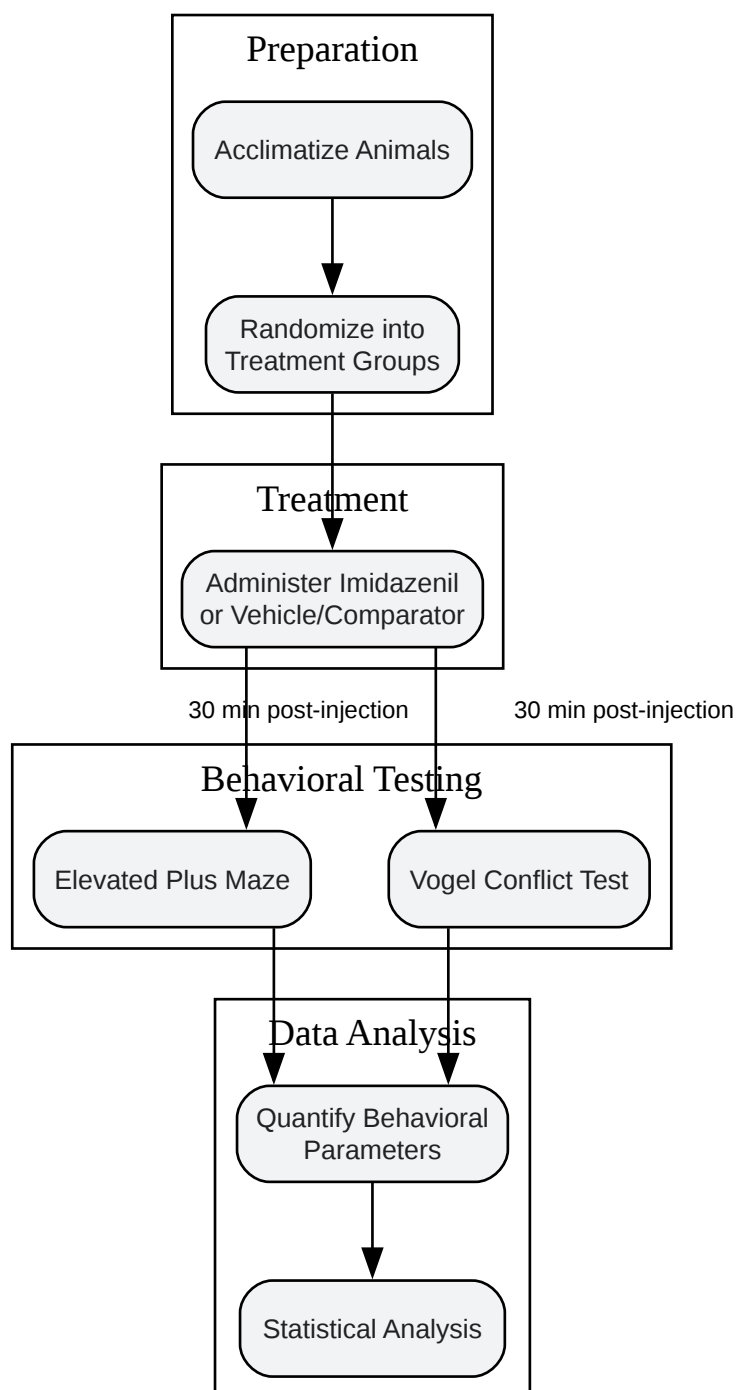 Preparation
Acclimatize Animals
Randomize into
Treatment Groups
Treatment
Administer Imidazenil
or Vehicle/Comparator
30 min post-injection
30 min post-injection
Behavioral Testing
Elevated Plus Maze
Vogel Conflict Test
Data Analysis
Quantify Behavioral
Parameters
Statistical Analysis